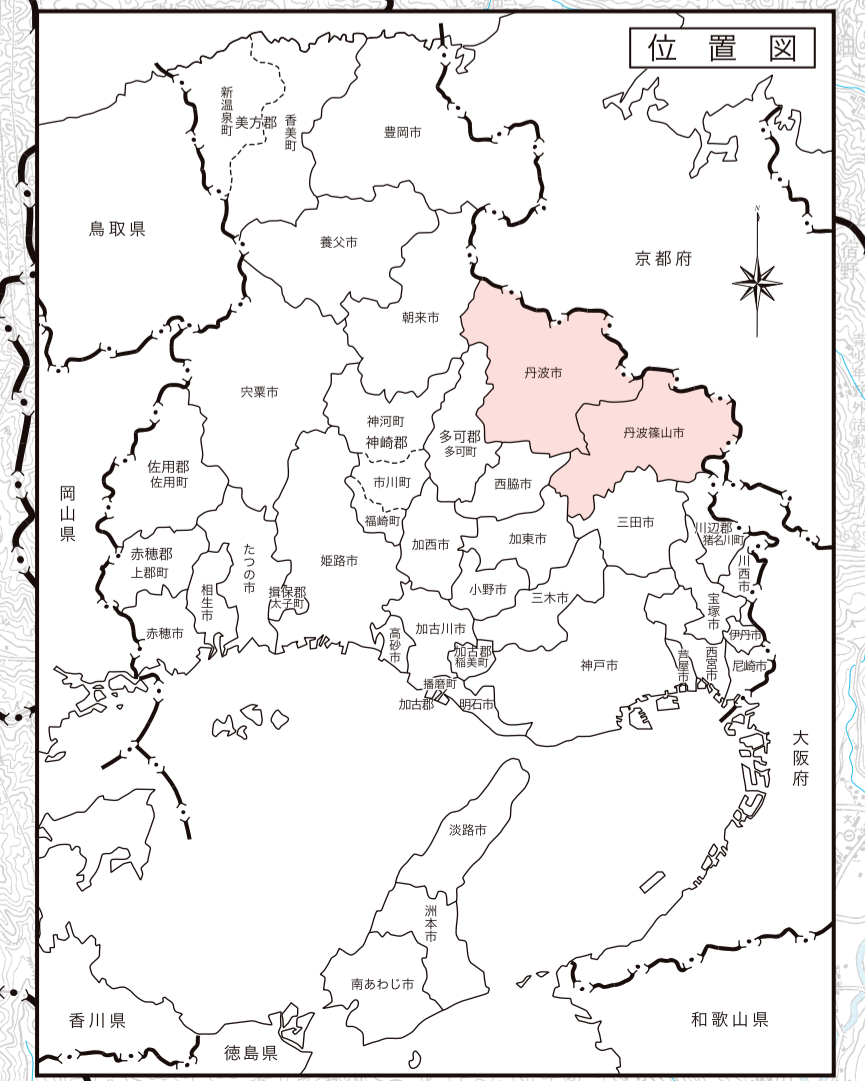 位置図
新温泉町
美方郡
香美町
豊岡市
鳥取県
養父市
京都府
N
朝来市
丹波市
宍粟市
神河町
神崎郡
多可郡
多可町
丹波篠山市
佐用郡
佐用町
市川町
西脇市
岡山県
福崎町
三田市
川辺郡
猪名川町
加西市
加東市
赤穂郡
上郡町
たつの市
姫路市
川西市
相生市
揖保郡
太子町
小野市
三木市
宝塚市
赤穂市
高砂市
加古川市
伊丹市
加古郡
稲美町
神戸市
芦屋市
西宮市
尼崎市
播磨町
加古郡
明石市
大阪府
淡路市
洲本市
南あわじ市
香川県
徳島県
和歌山県